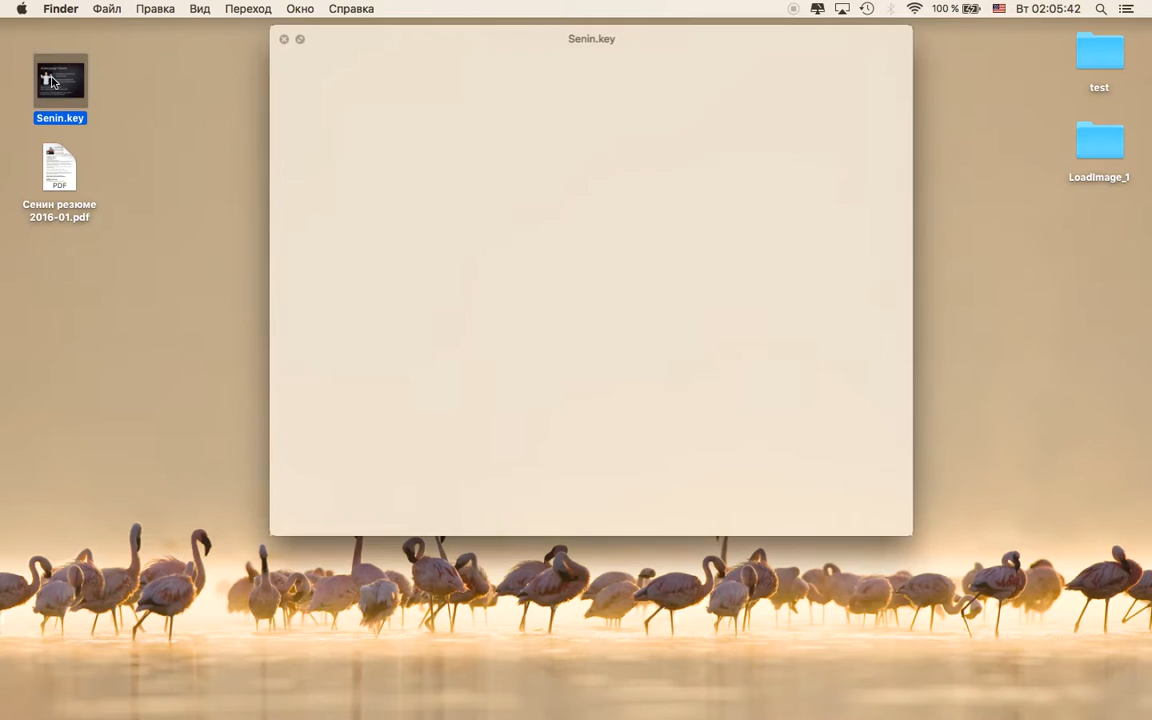 Finder Файл Правка Вид Переход Окно Справка 100 % Вт 02:05:42
Senin.key
Senin.key
PDF
Сенин резюме
2016-01.pdf
test
LoadImage_1